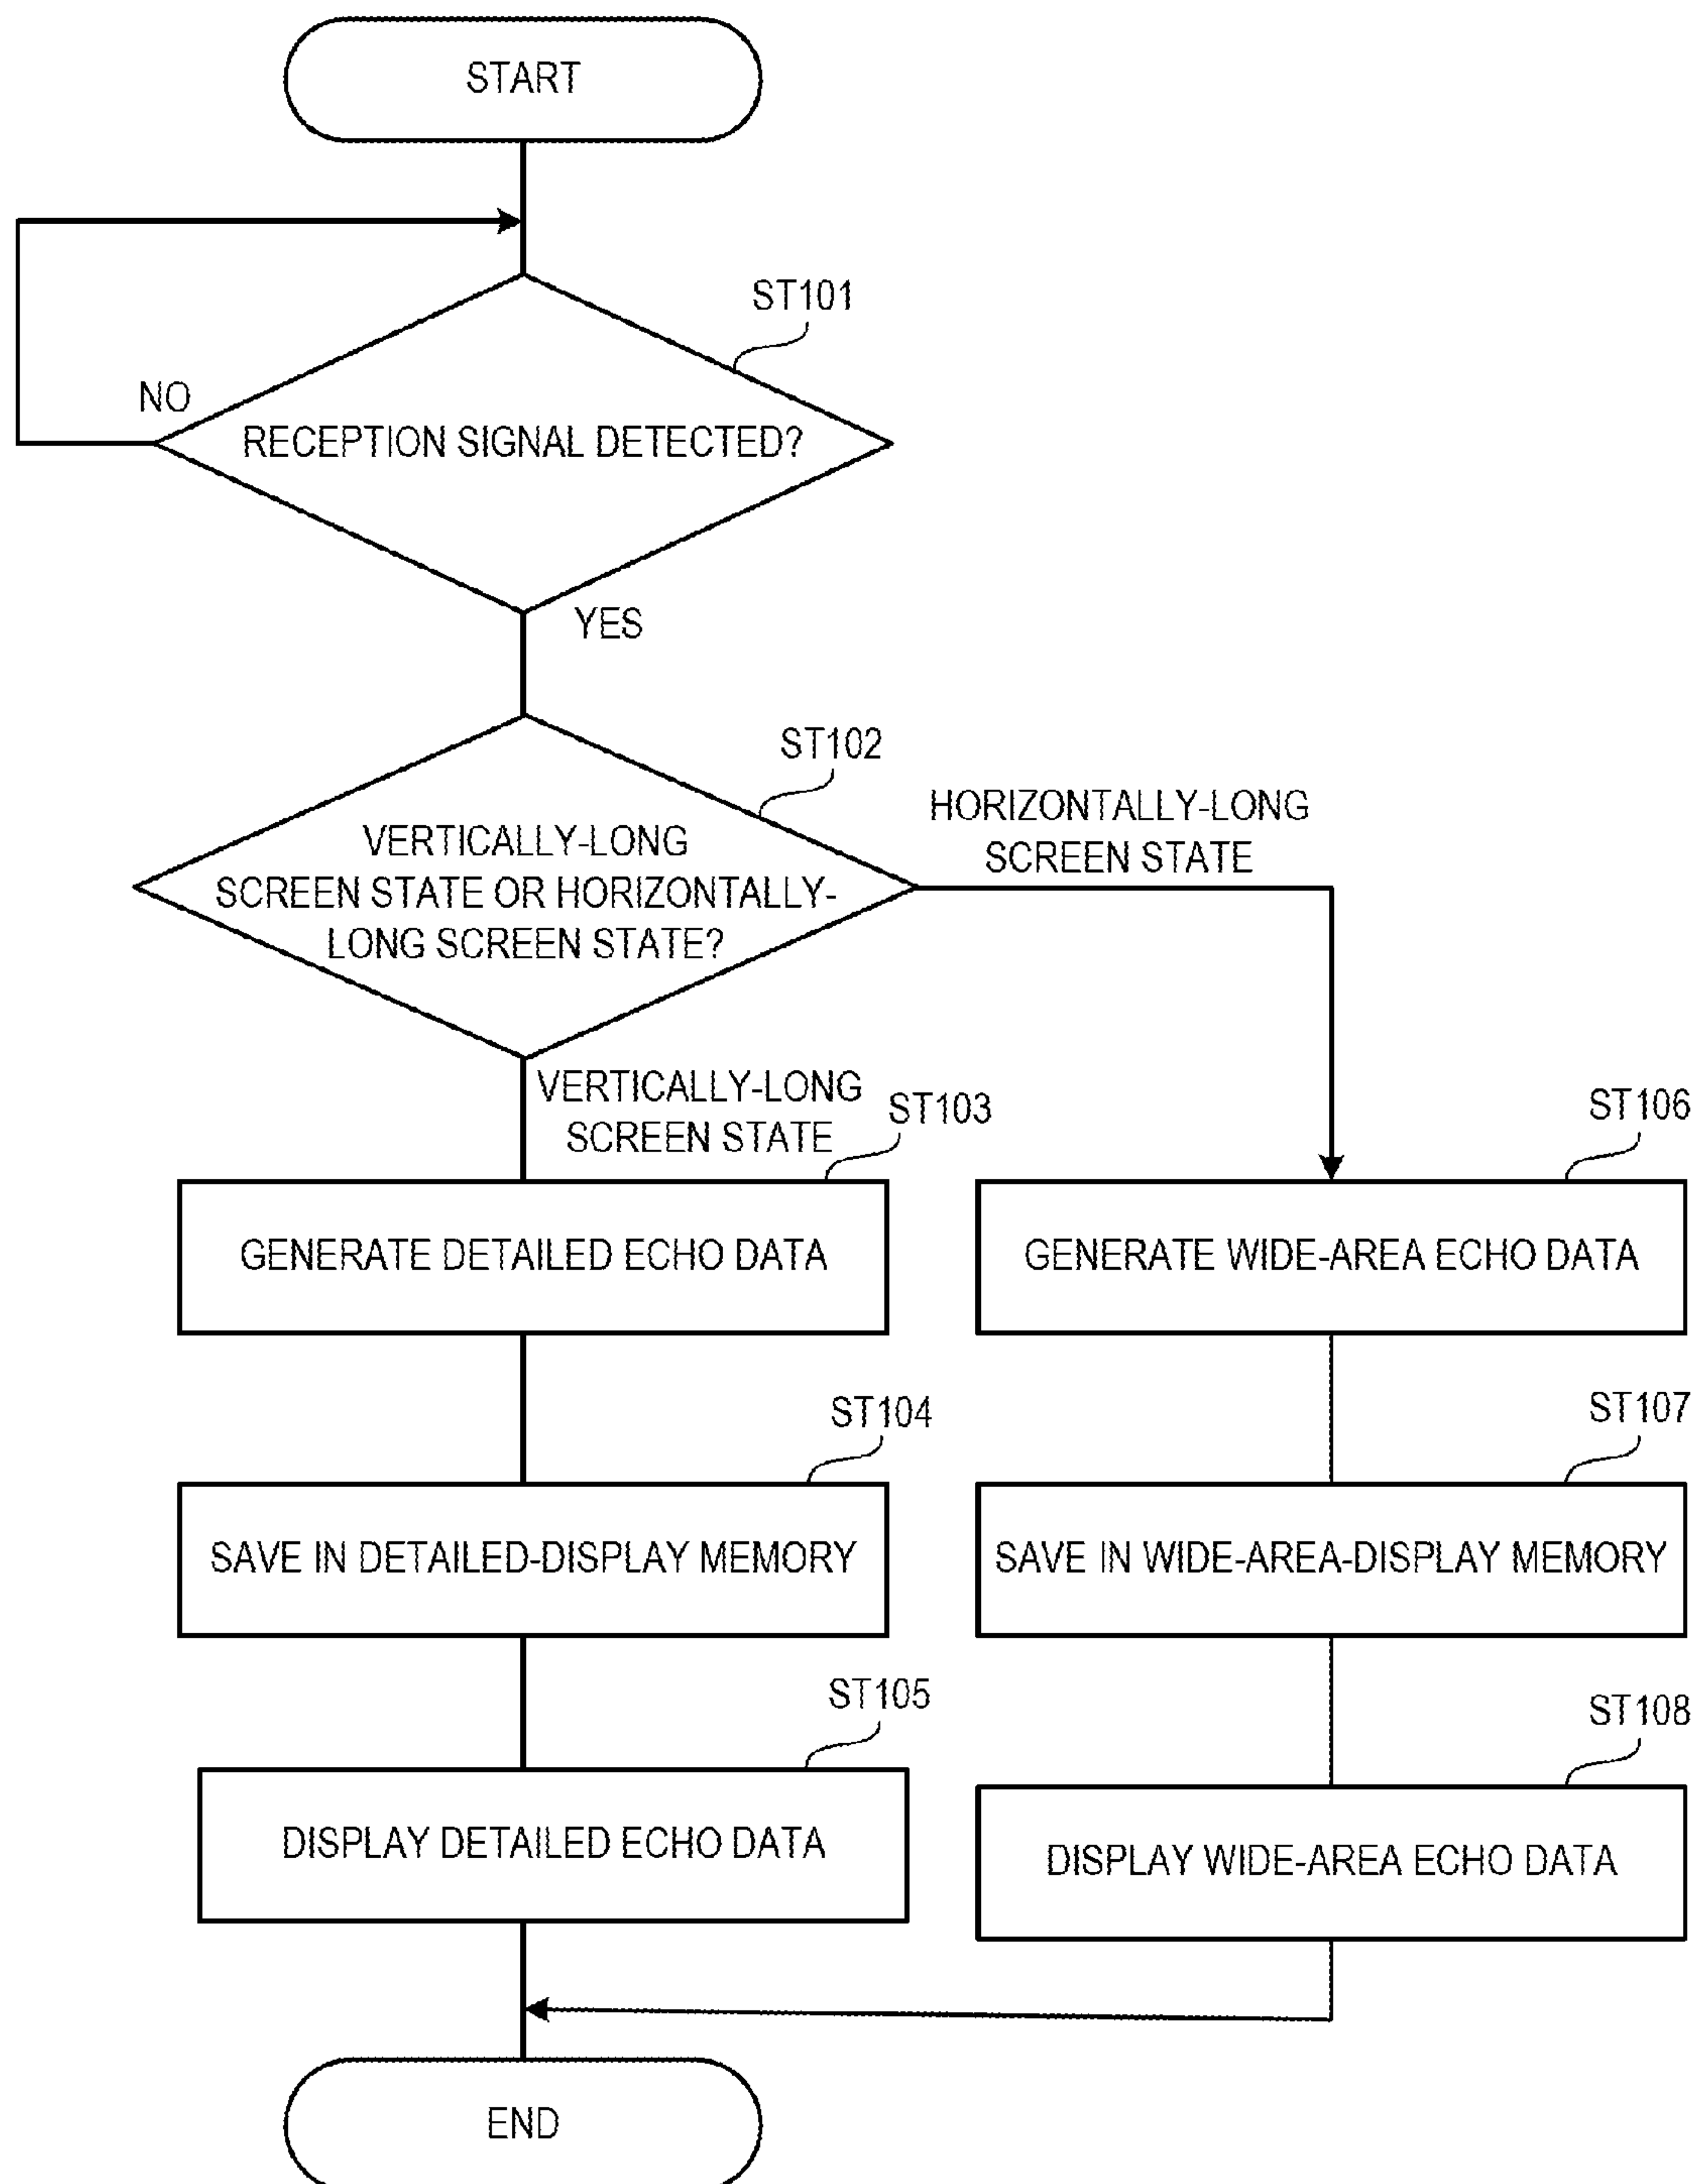 START
ST101
NO
RECEPTION SIGNAL DETECTED?
YES
ST102
HORIZONTALLY-LONG
SCREEN STATE
VERTICALLY-LONG
SCREEN STATE OR HORIZONTALLY-
LONG SCREEN STATE?
VERTICALLY-LONG
SCREEN STATE
ST103
ST106
GENERATE DETAILED ECHO DATA
GENERATE WIDE-AREA ECHO DATA
ST104
ST107
SAVE IN DETAILED-DISPLAY MEMORY
SAVE IN WIDE-AREA-DISPLAY MEMORY
ST105
ST108
DISPLAY DETAILED ECHO DATA
DISPLAY WIDE-AREA ECHO DATA
END